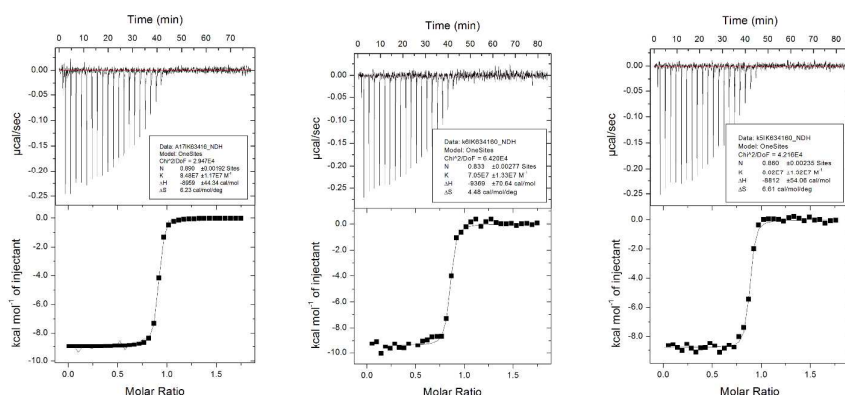 Time (min)
0 10 20 30 40 50 60 70
0.00
-0.05
-0.10
-0.15
-0.20
-0.25
µcal/sec
Data: A17IK63416_NDH
Model: OneSites
Chi^2/DoF = 2.947E4
N 0.890 ±0.00192 Sites
K 8.48E7 ±1.17E7 M⁻¹
ΔH -8959 ±44.34 cal/mol
ΔS 6.23 cal/mol/deg
0.0
-2.0
-4.0
-6.0
-8.0
-10.0
kcal mol⁻¹ of injectant
0.0 0.5 1.0 1.5
Molar Ratio
Time (min)
0 10 20 30 40 50 60 70 80
0.00
-0.05
-0.10
-0.15
-0.20
-0.25
µcal/sec
Data: k6IK634160_NDH
Model: OneSites
Chi^2/DoF = 6.420E4
N 0.833 ±0.00277 Sites
K 7.05E7 ±1.33E7 M⁻¹
ΔH -9369 ±70.64 cal/mol
ΔS 4.48 cal/mol/deg
0.0
-2.0
-4.0
-6.0
-8.0
-10.0
kcal mol⁻¹ of injectant
0.0 0.5 1.0 1.5
Molar Ratio
Time (min)
0 10 20 30 40 50 60 70 80
0.00
-0.05
-0.10
-0.15
-0.20
-0.25
µcal/sec
Data: k5IK634160_NDH
Model: OneSites
Chi^2/DoF = 4.216E4
N 0.880 ±0.00235 Sites
K ±1.02E7 M⁻¹
ΔH -8812 ±54.06 cal/mol
ΔS 6.61 cal/mol/deg
0.0
-2.0
-4.0
-6.0
-8.0
kcal mol⁻¹ of injectant
0.0 0.5 1.0 1.5
Molar Ratio